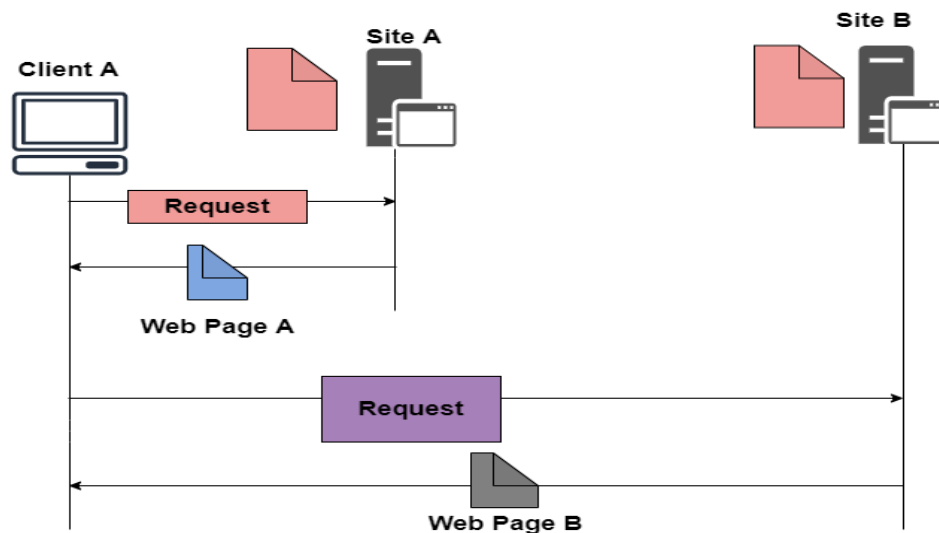 Client A
Site A
Site B
Request
Web Page A
Request
Web Page B